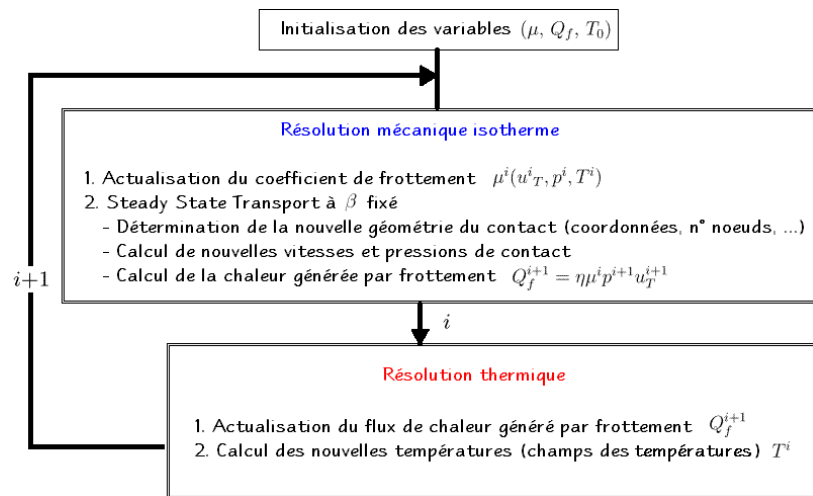 Initialisation des variables (μ, Q_f, T_0)
Résolution mécanique isotherme
1. Actualisation du coefficient de frottement μ^i(u^i_T, p^i, T^i)
2. Steady State Transport à β fixé
- Détermination de la nouvelle géométrie du contact (coordonnées, n° noeuds, ...)
- Calcul de nouvelles vitesses et pressions de contact
- Calcul de la chaleur générée par frottement Q_f^{i+1} = ημ^i p^{i+1} u_T^{i+1}
i+1
i
Résolution thermique
1. Actualisation du flux de chaleur généré par frottement Q_f^{i+1}
2. Calcul des nouvelles températures (champs des températures) T^i